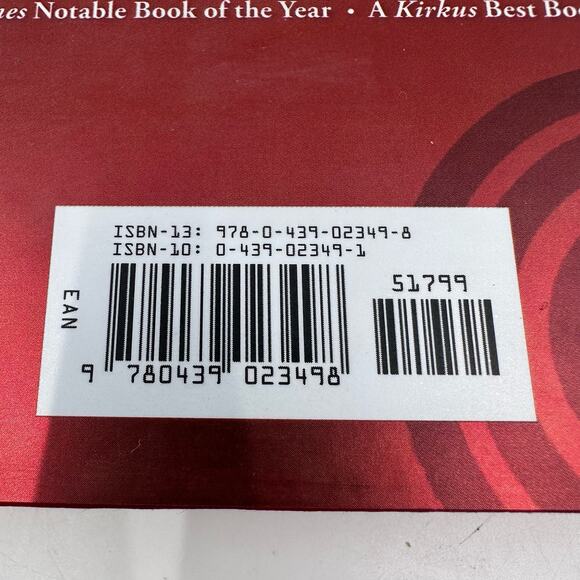 Notable Book of the Year • A Kirkus Best
ISBN-13: 978-0-439-02349-8
ISBN-10: 0-439-02349-1
51799
EAN
9 780439 023498